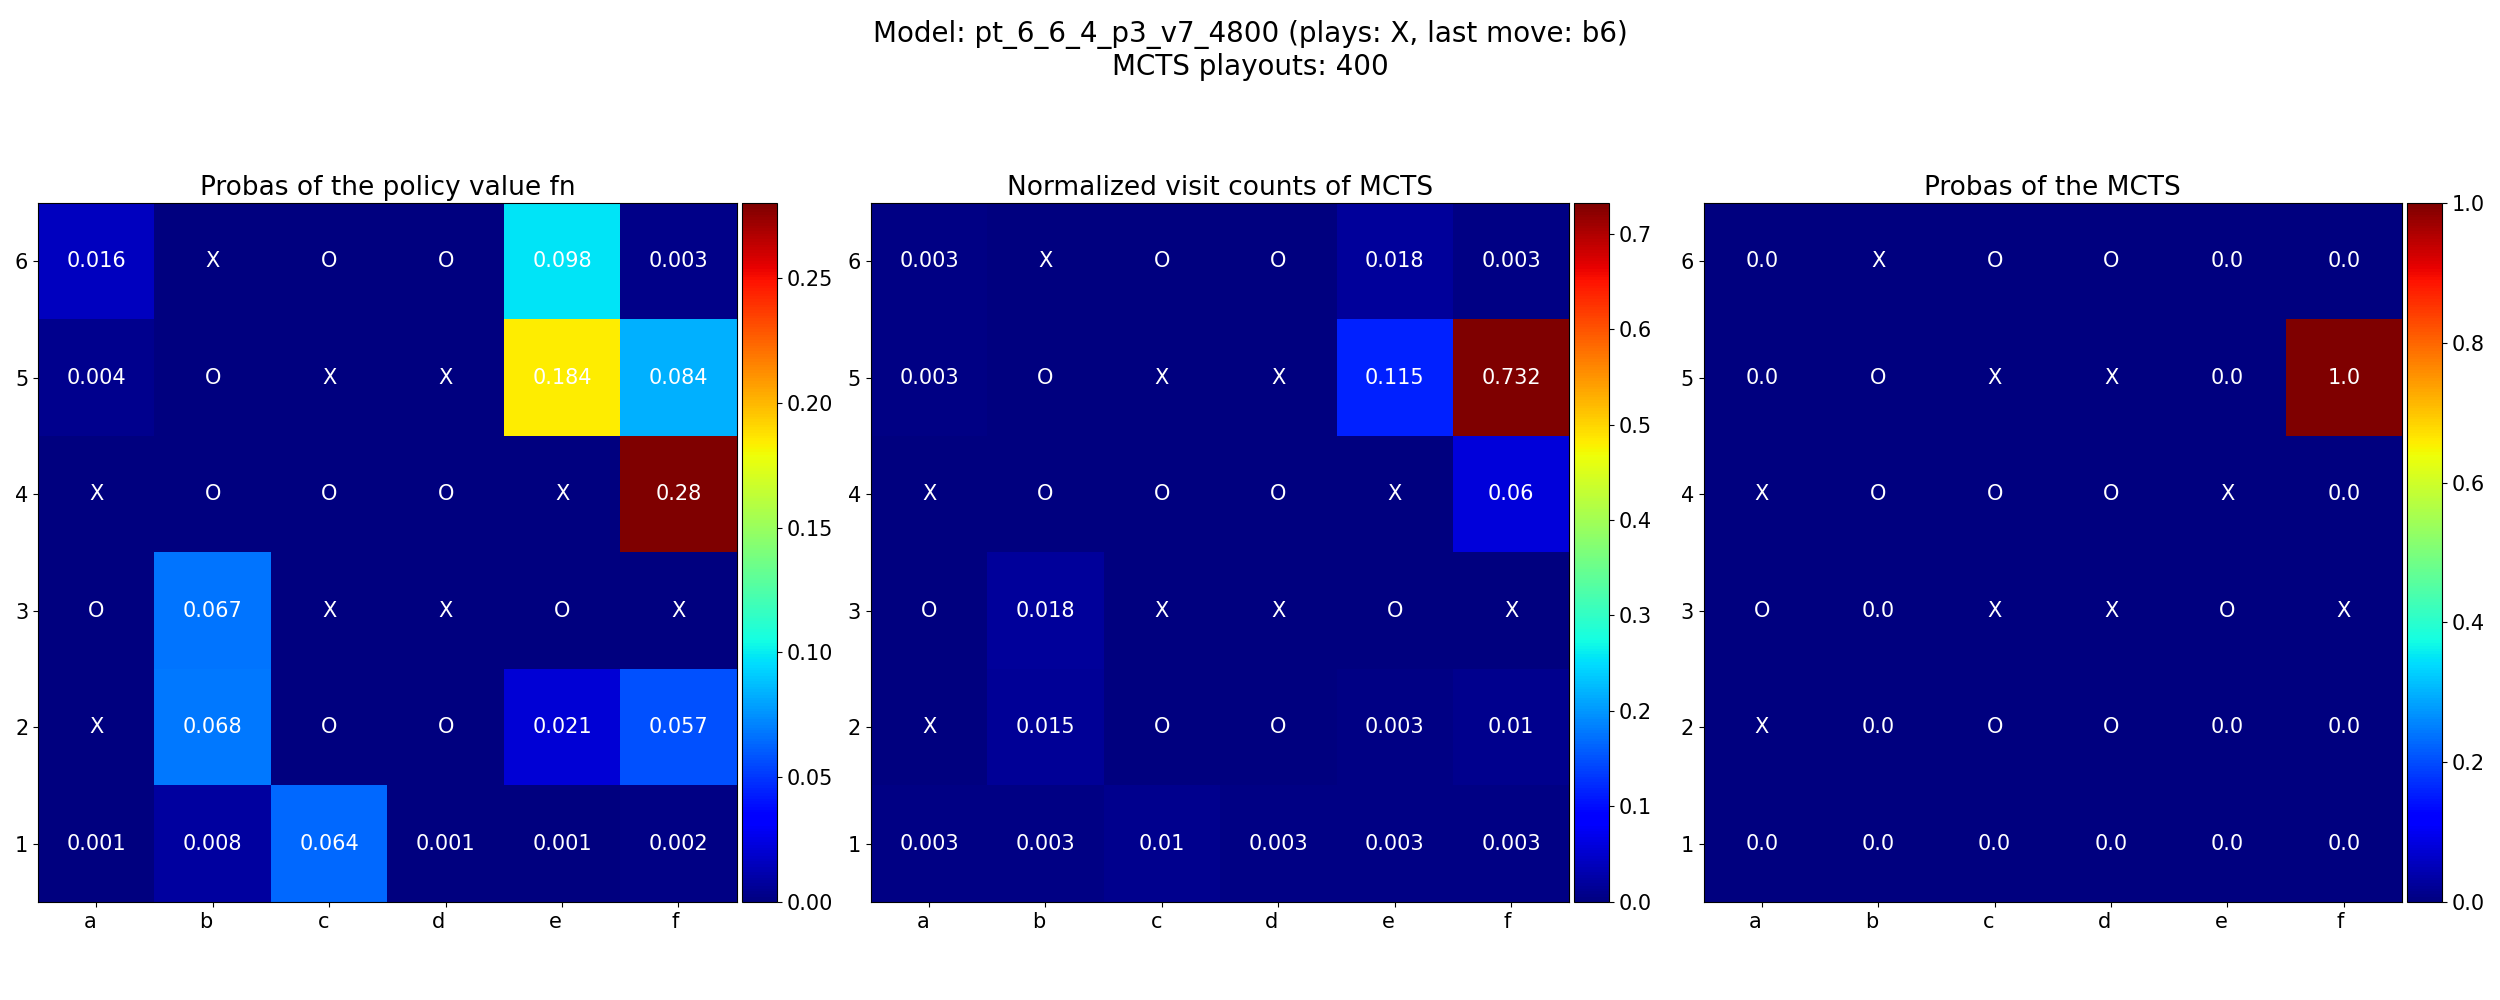 Model: pt_6_6_4_p3_v7_4800 (plays: X, last move: b6)
MCTS playouts: 400
Probas of the policy value fn
6 0.016 X O O 0.098 0.003
5 0.004 O X X 0.184 0.084
4 X O O O X 0.28
3 O 0.067 X X O X
2 X 0.068 O O 0.021 0.057
1 0.001 0.008 0.064 0.001 0.001 0.002
a b c d e f
0.25
0.20
0.15
0.10
0.05
0.00
Normalized visit counts of MCTS
6 0.003 X O O 0.018 0.003
5 0.003 O X X 0.115 0.732
4 X O O O X 0.06
3 O 0.018 X X O X
2 X 0.015 O O 0.003 0.01
1 0.003 0.003 0.01 0.003 0.003 0.003
a b c d e f
0.7
0.6
0.5
0.4
0.3
0.2
0.1
0.0
Probas of the MCTS
6 0.0 X O O 0.0 0.0
5 0.0 O X X 0.0 1.0
4 X O O O X 0.0
3 O 0.0 X X O X
2 X 0.0 O O 0.0 0.0
1 0.0 0.0 0.0 0.0 0.0 0.0
a b c d e f
1.0
0.8
0.6
0.4
0.2
0.0